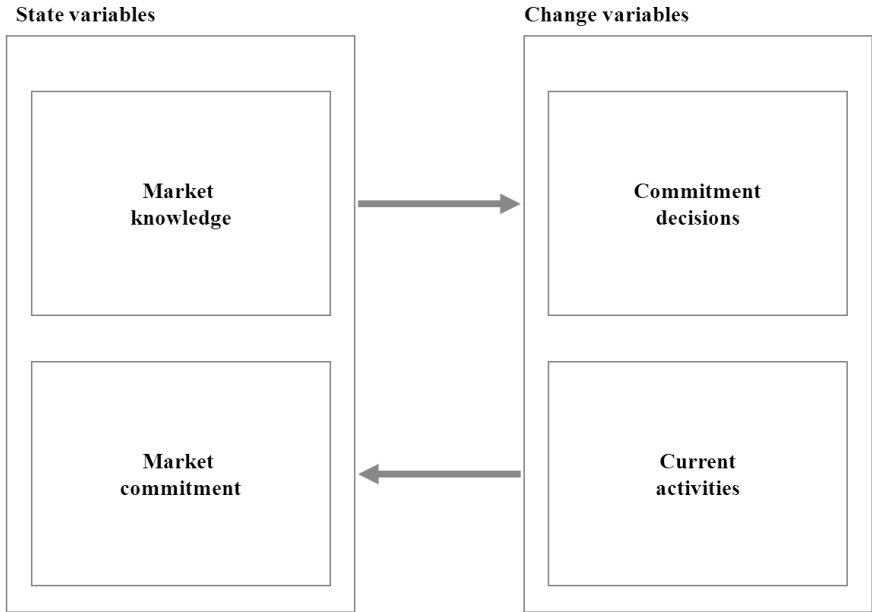 State variables
Change variables
Market
knowledge
Commitment
decisions
Market
commitment
Current
activities